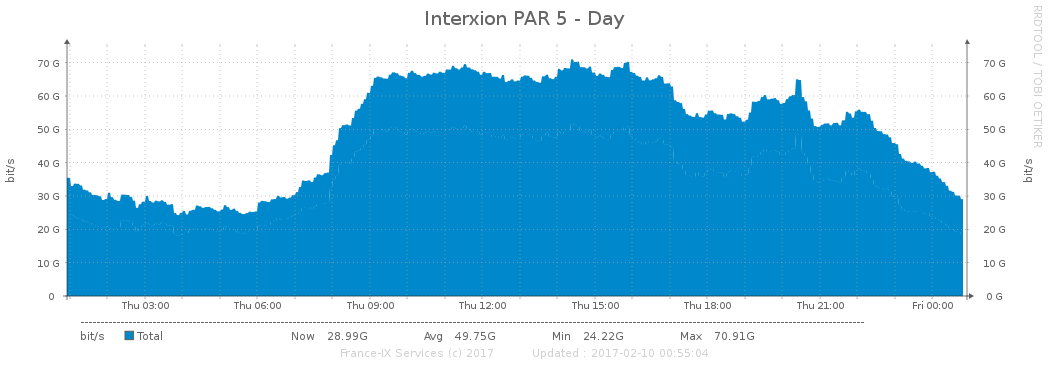 Interxion PAR 5 - Day
RRDTOOL / TOBI OETIKER
bit/s
70 G 70 G
60 G 60 G
50 G 50 G
40 G 40 G
30 G 30 G
20 G 20 G
10 G 10 G
0 0 G
bit/s
Thu 03:00 Thu 06:00 Thu 09:00 Thu 12:00 Thu 15:00 Thu 18:00 Thu 21:00 Fri 00:00
bit/s Total Now 28.99G Avg 49.75G Min 24.22G Max 70.91G
France-IX Services (c) 2017 Updated : 2017-02-10 00:55:04